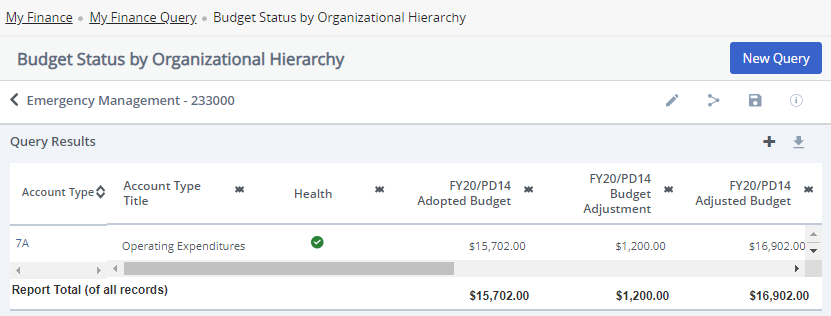 My Finance • My Finance Query • Budget Status by Organizational Hierarchy
Budget Status by Organizational Hierarchy
New Query
Emergency Management - 233000
Query Results
Account Type
Account Type
Title
Health
FY20/PD14
Adopted Budget
FY20/PD14
Budget
Adjustment
FY20/PD14
Adjusted Budget
7A
Operating Expenditures
$15,702.00
$1,200.00
$16,902.00
Report Total (of all records)
$15,702.00
$1,200.00
$16,902.00